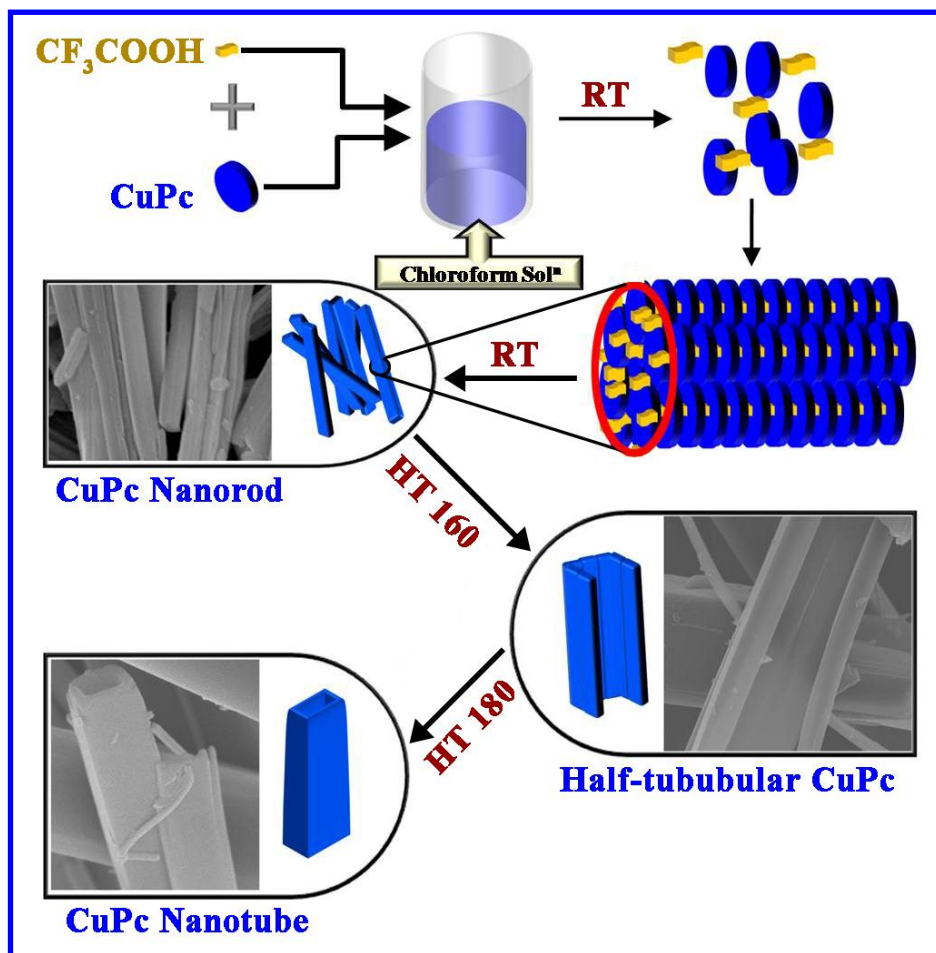 CF₃COOH
CuPc
RT
Chloroform Solⁿ
RT
CuPc Nanorod
HT 160
Half-tububular CuPc
HT 180
CuPc Nanotube